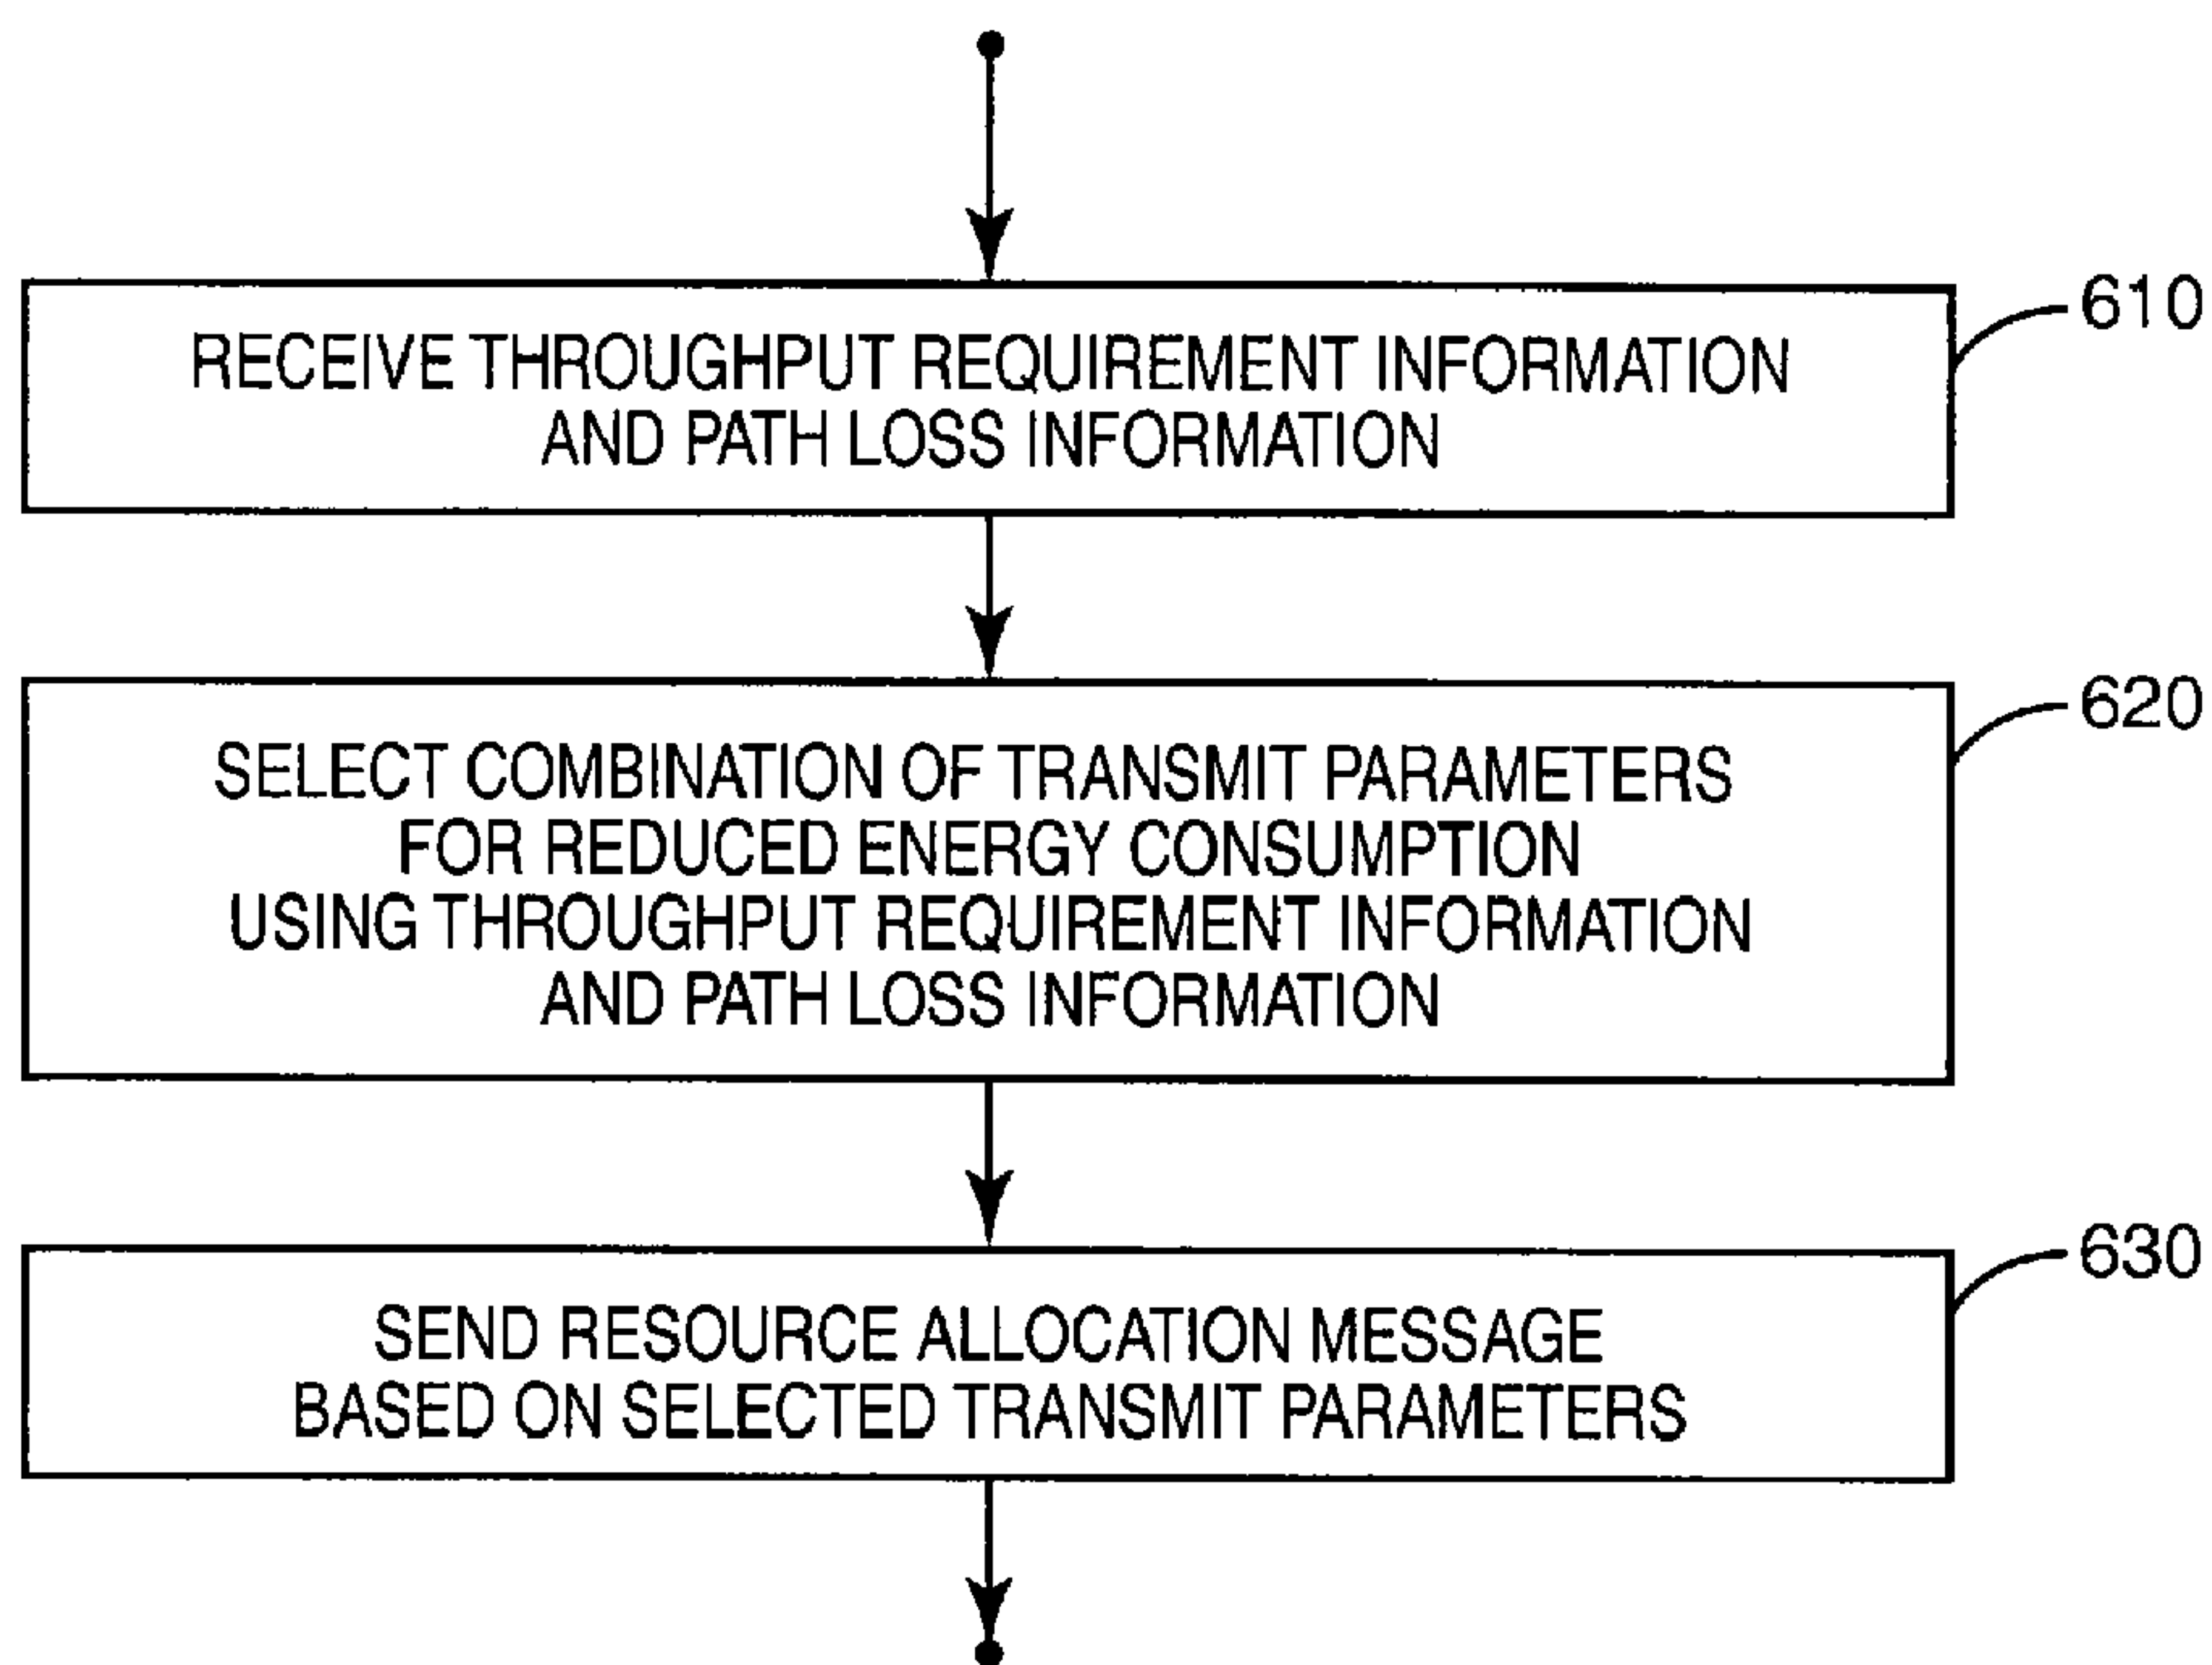 610
RECEIVE THROUGHPUT REQUIREMENT INFORMATION
AND PATH LOSS INFORMATION
620
SELECT COMBINATION OF TRANSMIT PARAMETERS
FOR REDUCED ENERGY CONSUMPTION
USING THROUGHPUT REQUIREMENT INFORMATION
AND PATH LOSS INFORMATION
630
SEND RESOURCE ALLOCATION MESSAGE
BASED ON SELECTED TRANSMIT PARAMETERS